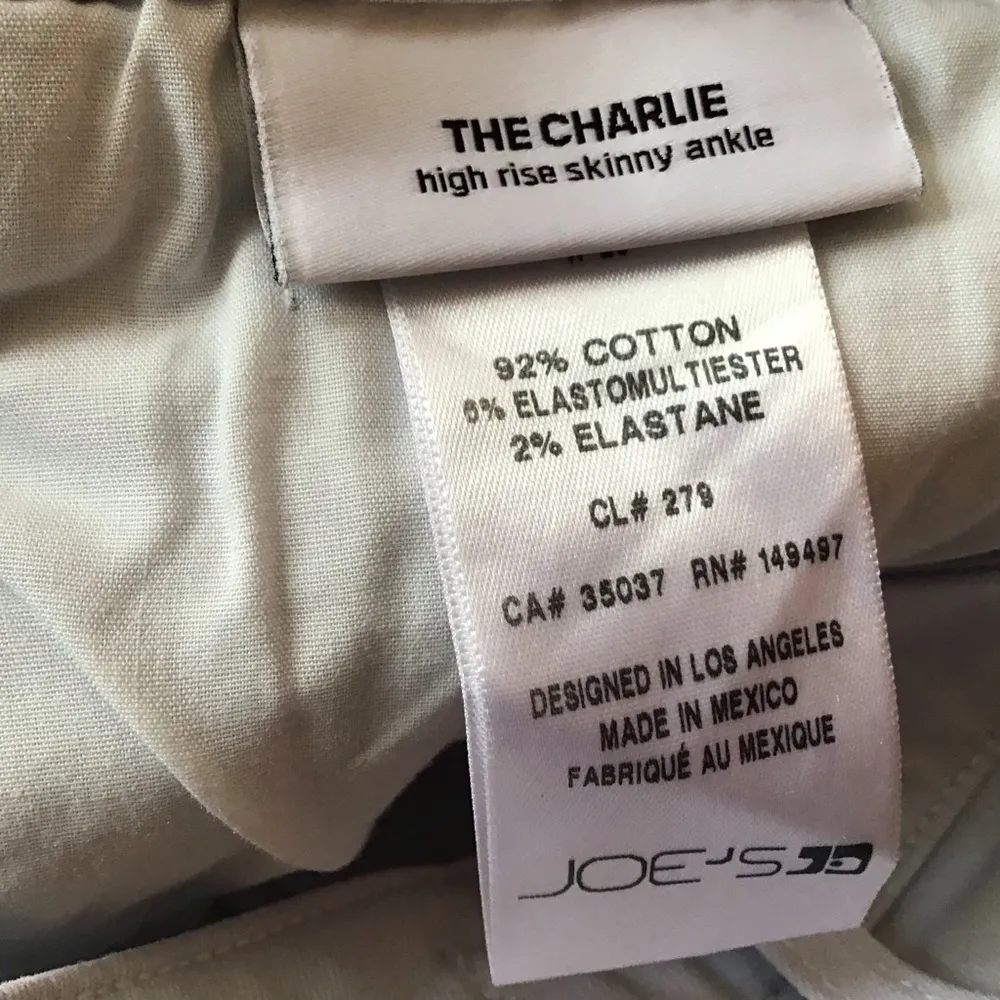 THE CHARLIE
high rise skinny ankle
92% COTTON
6% ELASTOMULTIESTER
2% ELASTANE
CL# 279
CA# 35037 RN# 149497
DESIGNED IN LOS ANGELES
MADE IN MEXICO
FABRIQUÉ AU MEXIQUE
JOE'S